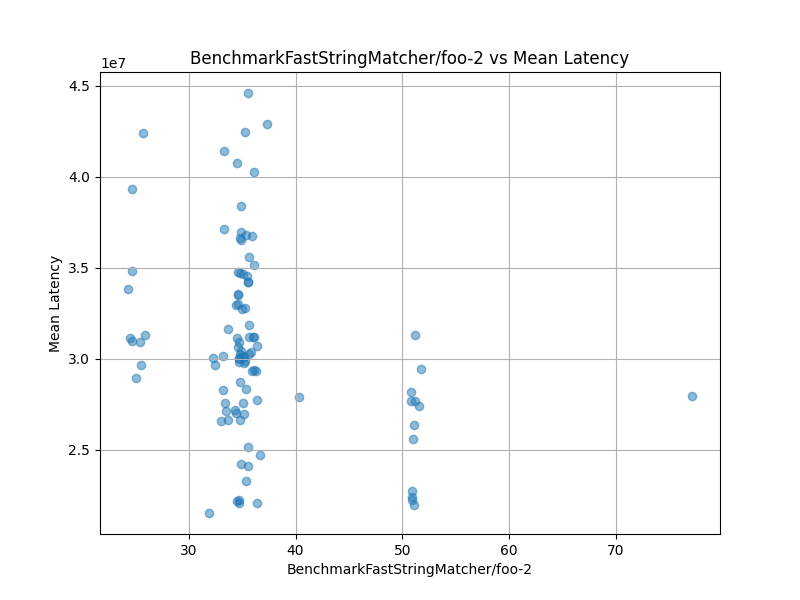 BenchmarkFastStringMatcher/foo-2 vs Mean Latency
1e7
4.5
4.0
3.5
3.0
2.5
Mean Latency
30 40 50 60 70
BenchmarkFastStringMatcher/foo-2